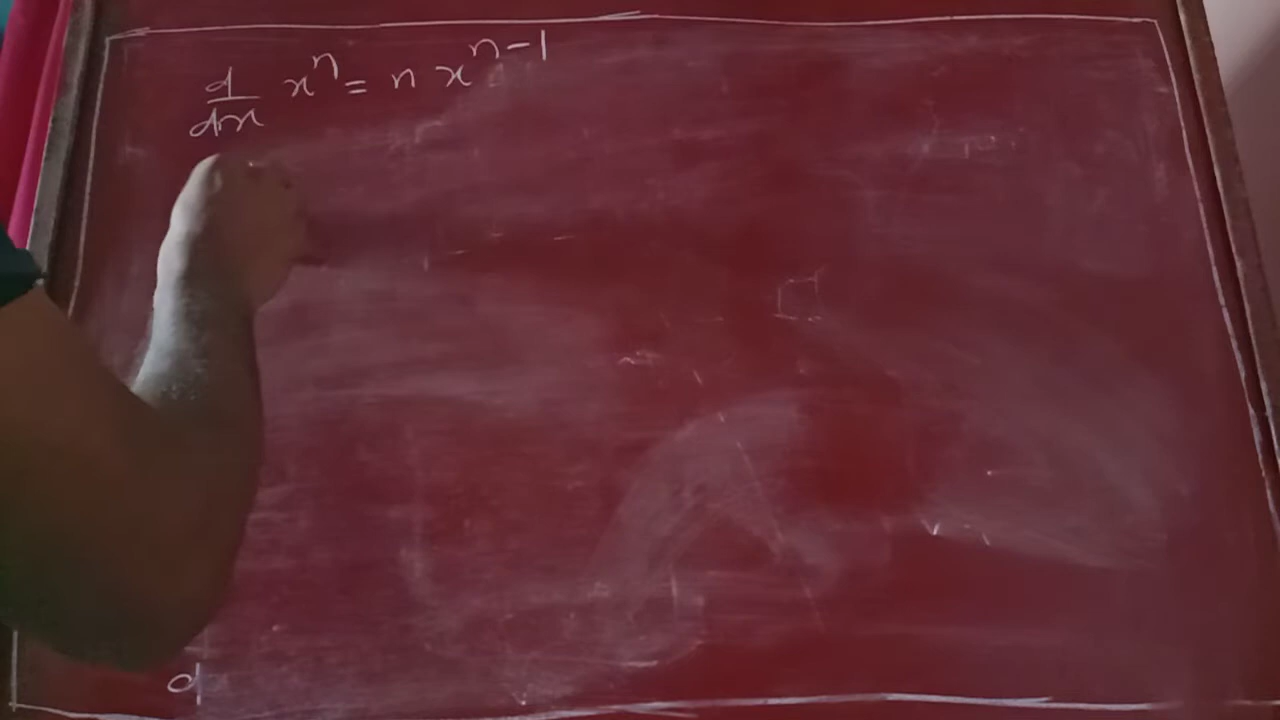 d/dx x^n = n x^{n-1}
d